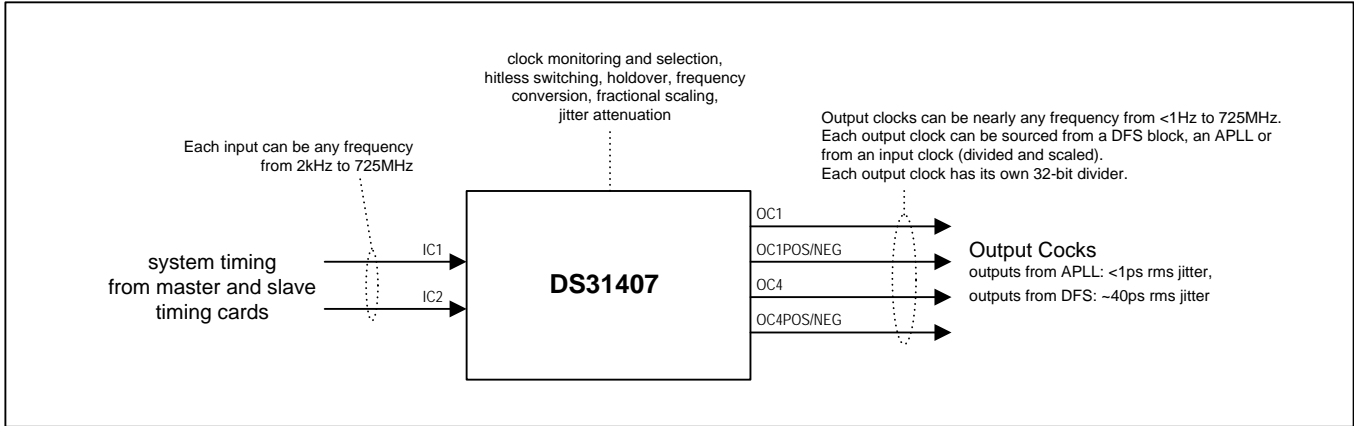 clock monitoring and selection,
hitless switching, holdover, frequency
conversion, fractional scaling,
jitter attenuation
Output clocks can be nearly any frequency from <1Hz to 725MHz.
Each output clock can be sourced from a DFS block, an APLL or
from an input clock (divided and scaled).
Each output clock has its own 32-bit divider.
Each input can be any frequency
from 2kHz to 725MHz
system timing
from master and slave
timing cards
IC1
IC2
DS31407
OC1
OC1POS/NEG
OC4
OC4POS/NEG
Output Cocks
outputs from APLL: <1ps rms jitter,
outputs from DFS: ~40ps rms jitter